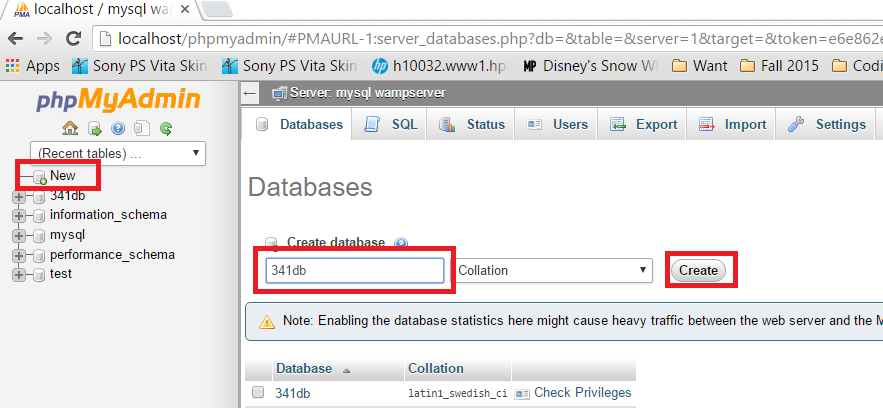 localhost / mysql wampser
localhost/phpmyadmin/#PMAURL-1:server_databases.php?db=&table=&server=1&target=&token=e6e862e
Apps Sony PS Vita Skin Sony PS Vita Skin h10032.www1.hp. Disney's Snow Want Fall 2015 Codi
phpMyAdmin
(Recent tables) ...
New
341db
information_schema
mysql
performance_schema
test
Server: mysql wampserver
Databases SQL Status Users Export Import Settings
Databases
Create database
341db Collation Create
Note: Enabling the database statistics here might cause heavy traffic between the web server and the M
Database Collation
341db latin1_swedish_ci Check Privileges